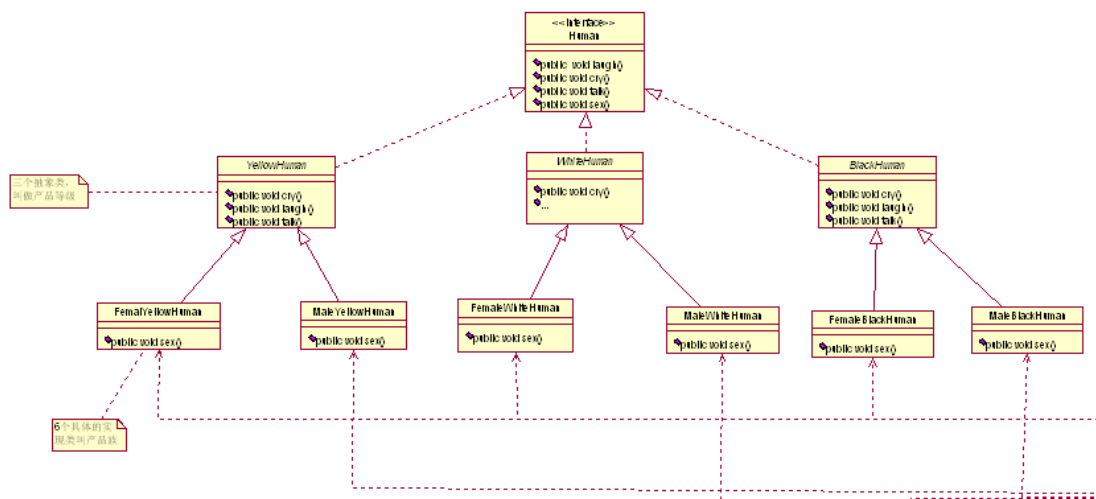 <<Interface>>
Human
public void laugh()
public void cry()
public void talk()
public void sex()
YellowHuman
public void cry()
public void laugh()
public void talk()
WhiteHuman
public void cry()
...
BlackHuman
public void cry()
public void laugh()
public void talk()
三个抽象类,
叫做产品等级
FemalYellowHuman
public void sex()
MaleYellowHuman
public void sex()
FemaleWhiteHuman
public void sex()
MaleWhiteHuman
public void sex()
FemaleBlackHuman
public void sex()
MaleBlackHuman
public void sex()
6个具体的实
现类叫产品族